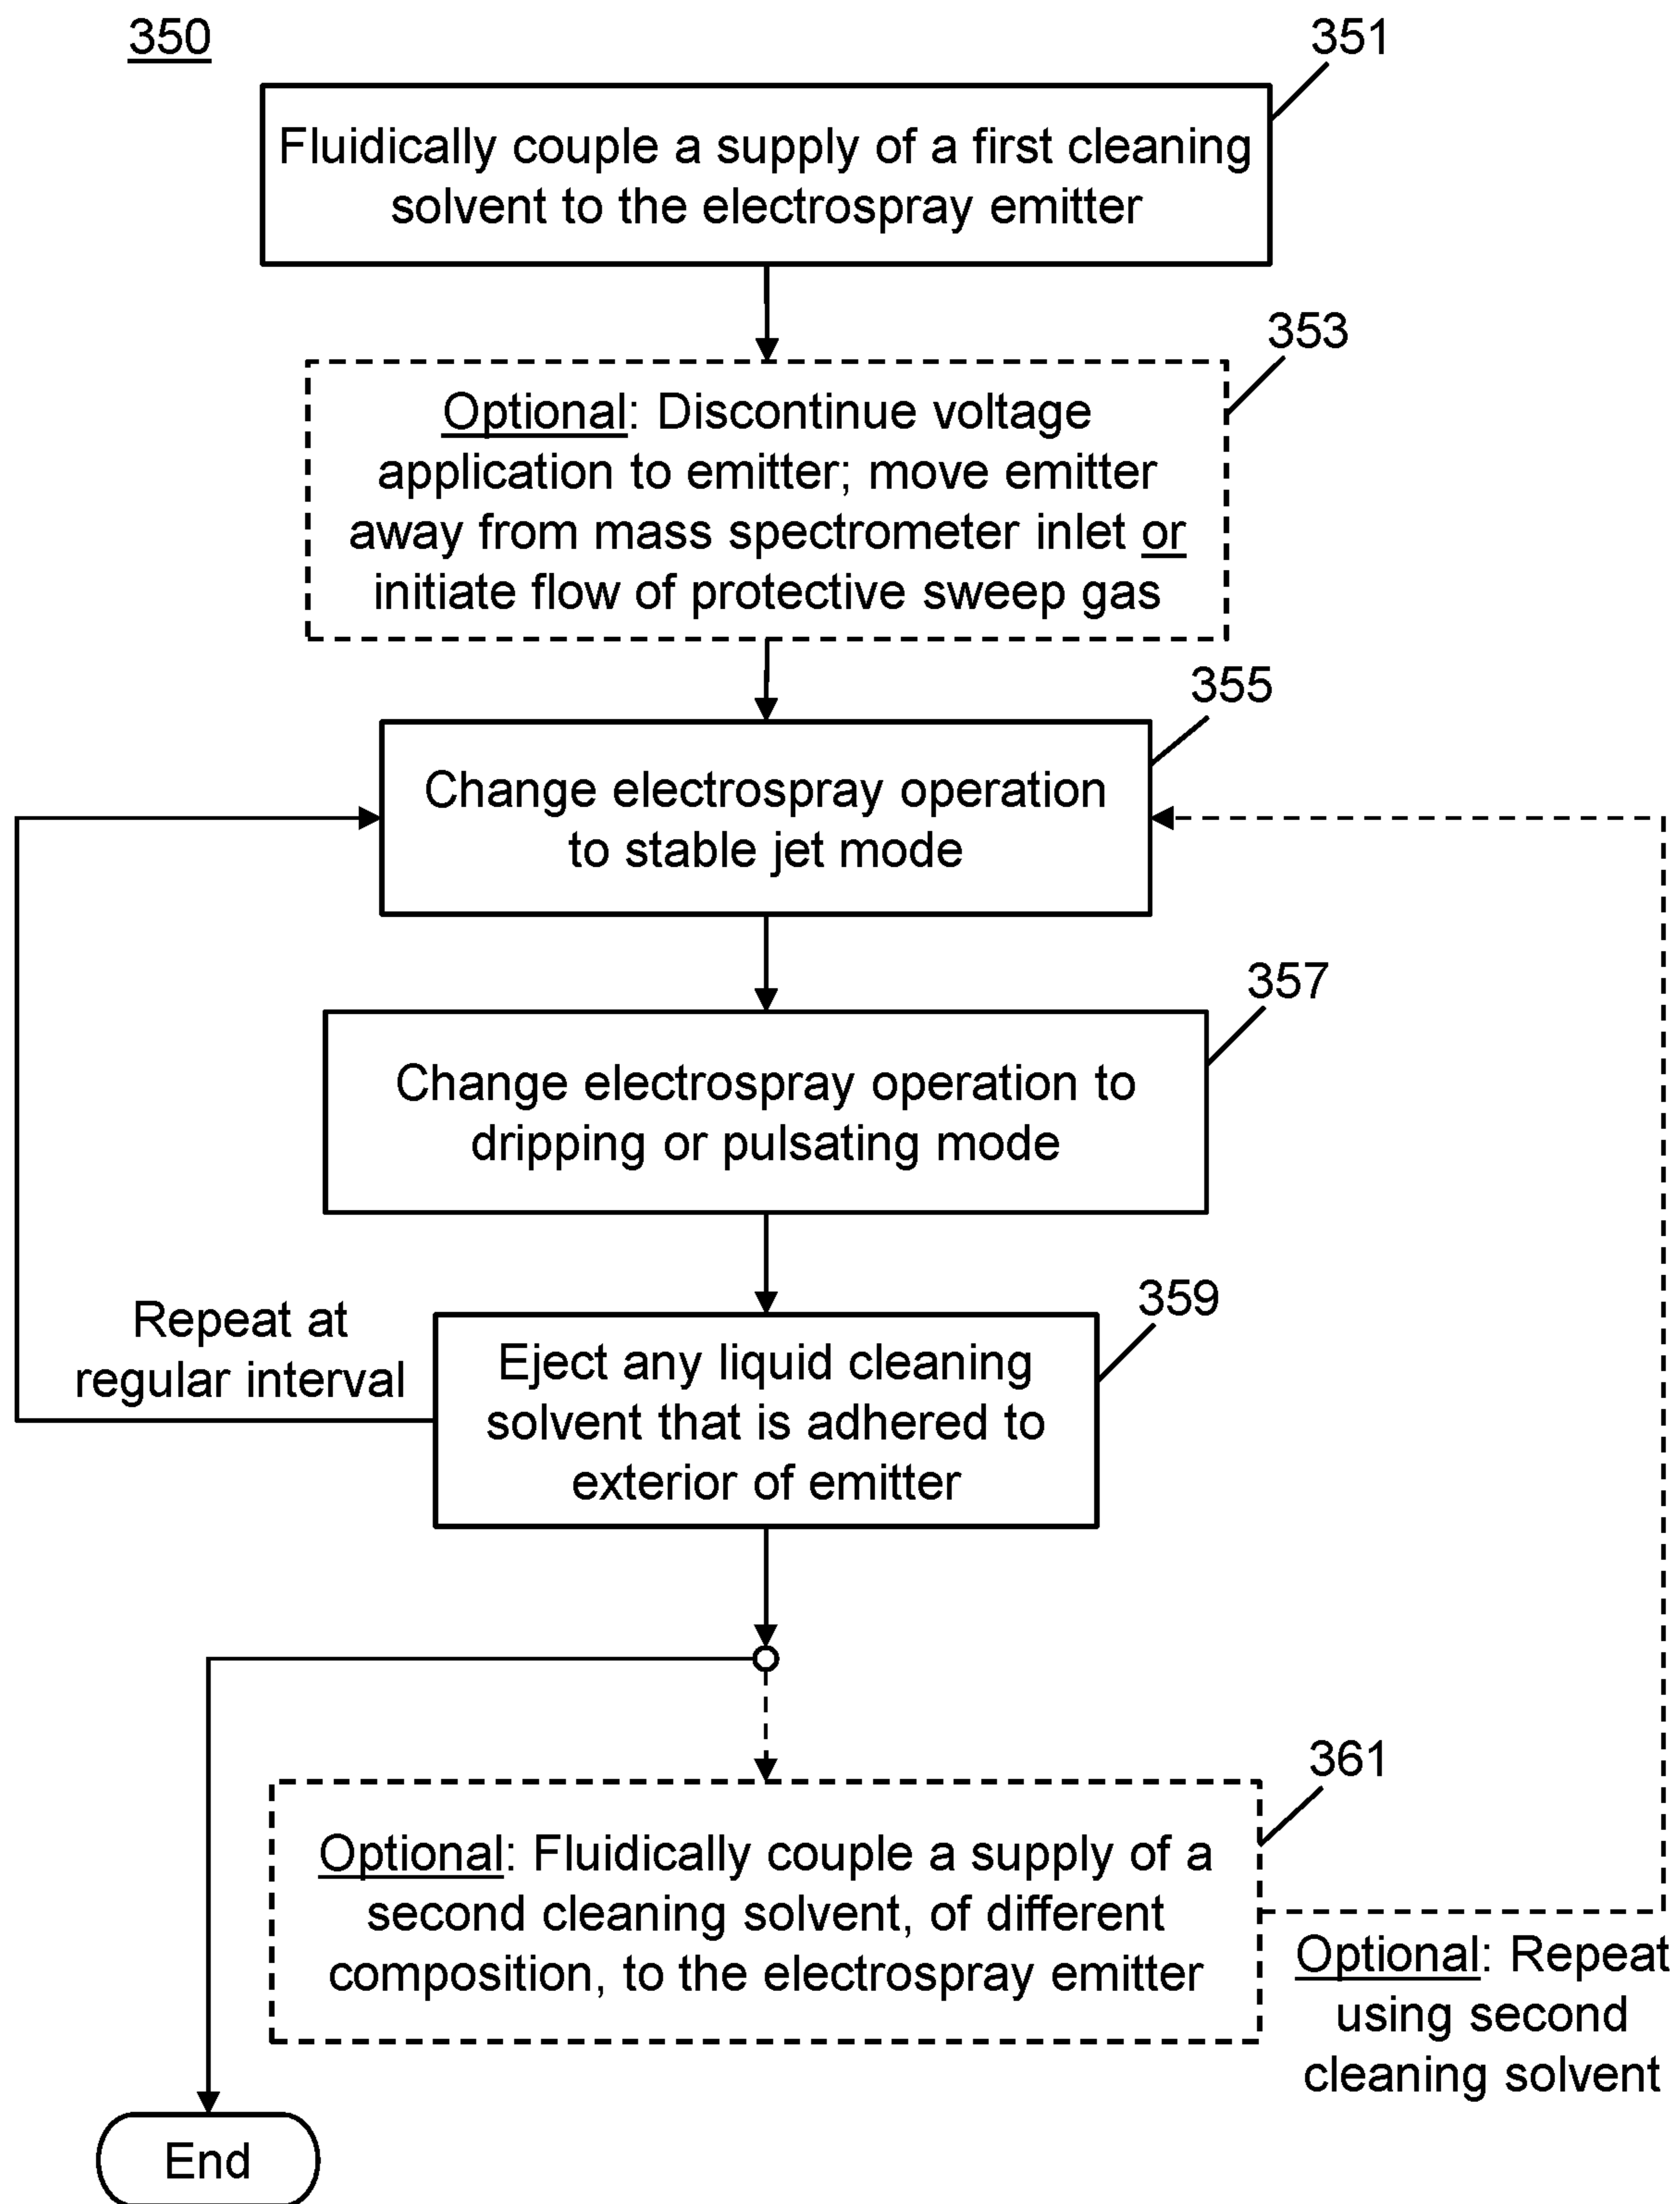 350
351
Fluidically couple a supply of a first cleaning
solvent to the electrospray emitter
353
Optional: Discontinue voltage
application to emitter; move emitter
away from mass spectrometer inlet or
initiate flow of protective sweep gas
355
Change electrospray operation
to stable jet mode
357
Change electrospray operation to
dripping or pulsating mode
359
Repeat at
regular interval
Eject any liquid cleaning
solvent that is adhered to
exterior of emitter
361
Optional: Fluidically couple a supply of a
second cleaning solvent, of different
composition, to the electrospray emitter
Optional: Repeat
using second
cleaning solvent
End